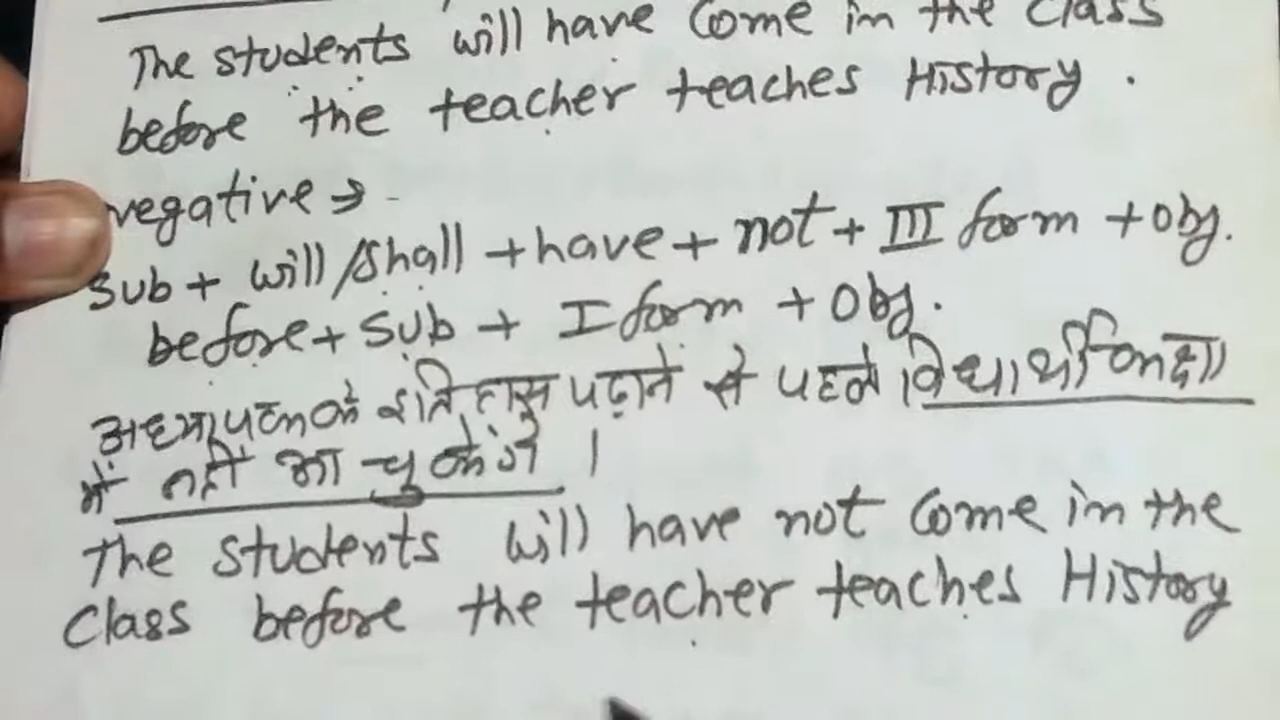 The students will have Come in the Class
before the teacher teaches History .
negative ⇒
Sub + will /shall + have + not + III form + Obj.
before + Sub + I form + Obj.
अध्यापक के इतिहास पढ़ाने से पहले विधार्थी कक्षा
में नहीं आ चुकेंगे ।
The students will have not Come in the
Class before the teacher teaches History